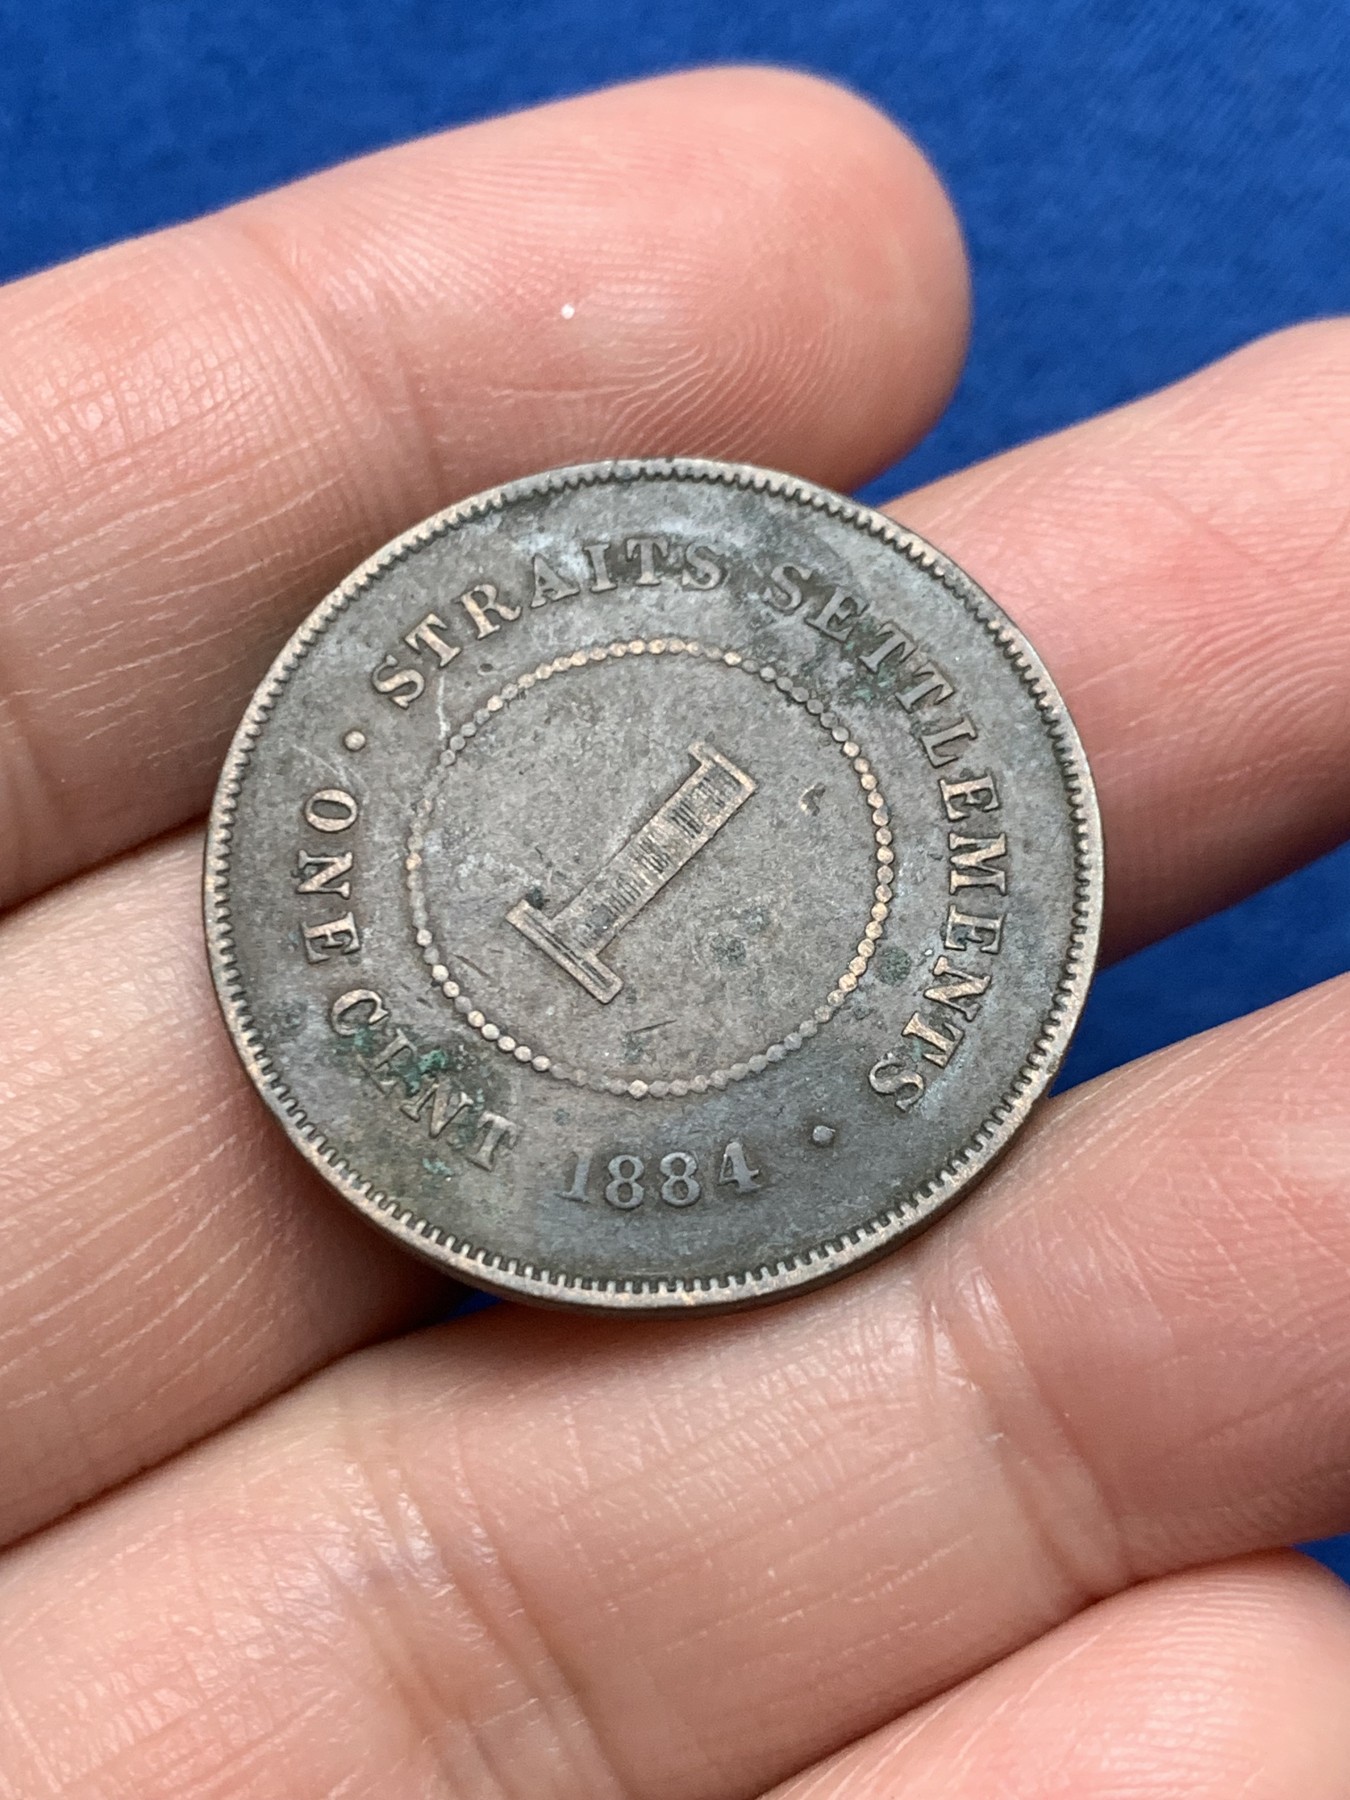 STRAITS SETTLEMENTS
ONE CENT 1884
1